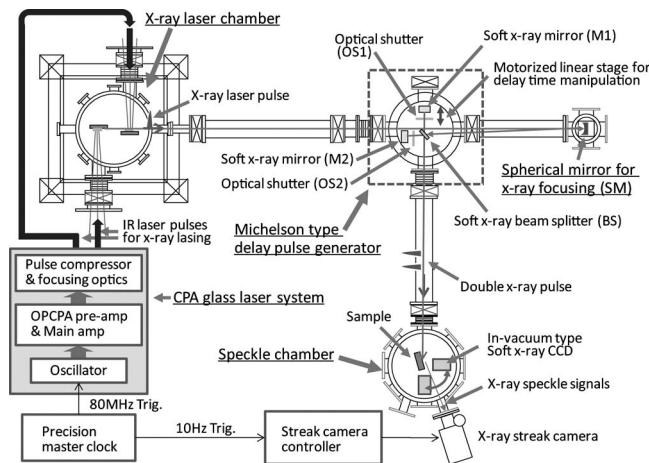 X-ray laser chamber
X-ray laser pulse
Optical shutter
(OS1)
Soft x-ray mirror (M1)
Motorized linear stage for
delay time manipulation
Soft x-ray mirror (M2)
Optical shutter (OS2)
Spherical mirror for
x-ray focusing (SM)
Soft x-ray beam splitter (BS)
Michelson type
delay pulse generator
IR laser pulses
for x-ray lasing
Pulse compressor
& focusing optics
CPA glass laser system
OPCPA pre-amp
& Main amp
Oscillator
Double x-ray pulse
Sample
In-vacuum type
Soft x-ray CCD
Speckle chamber
X-ray speckle signals
80MHz Trig.
Precision
master clock
10Hz Trig.
Streak camera
controller
X-ray streak camera